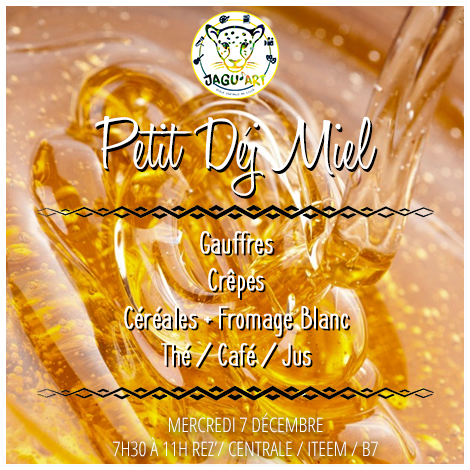 JAGU'ART
Petit Déj Miel
Gauffres
Crêpes
Céréales + Fromage Blanc
Thé / Café / Jus
MERCREDI 7 DÉCEMBRE
7H30 À 11H REZ'/ CENTRALE / ITEEM / B7